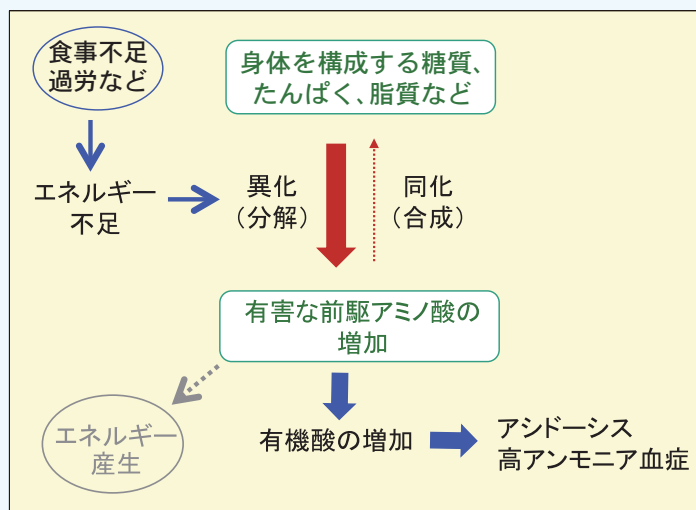 食事不足
過労など
身体を構成する糖質、
たんぱく、脂質など
エネルギー
不足
異化
（分解）
同化
（合成）
有害な前駆アミノ酸の
増加
エネルギー
産生
有機酸の増加
アシドーシス
高アンモニア血症